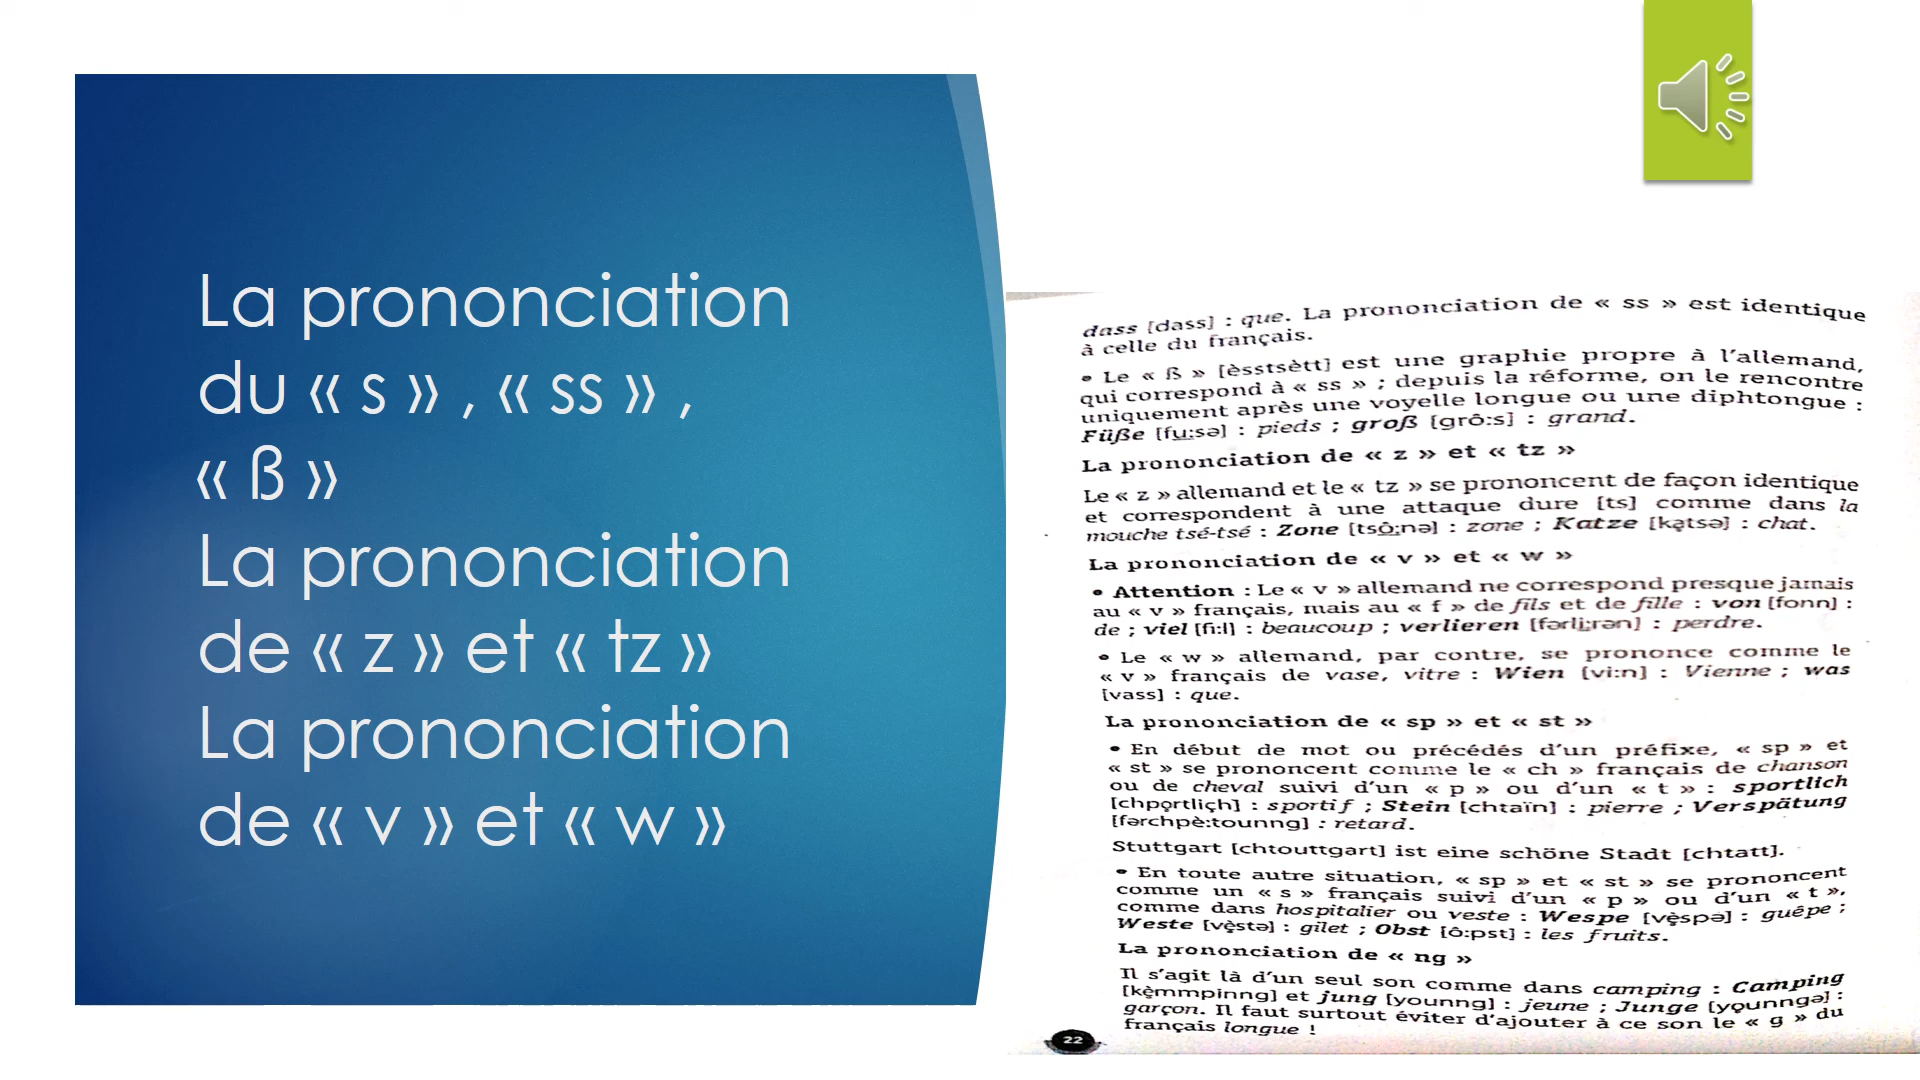 La prononciation
du « s » , « ss » ,
« ß »
La prononciation
de « z » et « tz »
La prononciation
de « v » et « w »
dass [dass] : que. La prononciation de « ss » est identique
à celle du français.
• Le « ß » [èsstsètt] est une graphie propre à l'allemand,
qui correspond à « ss » ; depuis la réforme, on le rencontre
uniquement après une voyelle longue ou une diphtongue :
Füße [fu:sə] : pieds ; groß [grô:s] : grand.
La prononciation de « z » et « tz »
Le « z » allemand et le « tz » se prononcent de façon identique
et correspondent à une attaque dure [ts] comme dans la
mouche tsé-tsé : Zone [tsô:nə] : zone ; Katze [katsə] : chat.
La prononciation de « v » et « w »
• Attention : Le « v » allemand ne correspond presque jamais
au « v » français, mais au « f » de fils et de fille : von [fonn] :
de ; viel [fi:l] : beaucoup ; verlieren [fərli:rən] : perdre.
• Le « w » allemand, par contre, se prononce comme le
« v » français de vase, vitre : Wien [vi:n] : Vienne ; was
[vass] : que.
La prononciation de « sp » et « st »
• En début de mot ou précédés d'un préfixe, « sp » et
« st » se prononcent comme le « ch » français de chanson
ou de cheval suivi d'un « p » ou d'un « t » : sportlich
[chportliçh] : sportif ; Stein [chtaïn] : pierre ; Verspätung
[fərchpè:tounng] : retard.
Stuttgart [chtouttgart] ist eine schöne Stadt [chtatt].
• En toute autre situation, « sp » et « st » se prononcent
comme un « s » français suivi d'un « p » ou d'un « t »,
comme dans hospitalier ou veste : Wespe [vèspə] : guêpe ;
Weste [vèstə] : gilet ; Obst [ô:pst] : les fruits.
La prononciation de « ng »
Il s'agit là d'un seul son comme dans camping : Camping
[kèmmpinng] et jung [younng] : jeune ; Junge [younngə] :
garçon. Il faut surtout éviter d'ajouter à ce son le « g » du
français longue !
22